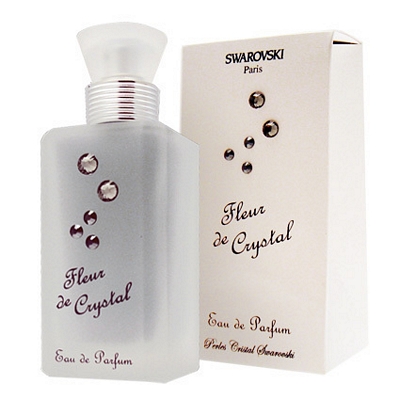 SWAROVSKI
Paris
Fleur
de Crystal
Eau de Parfum
Perles Cristal Swarovski
Fleur
de Crystal
Eau de Parfum